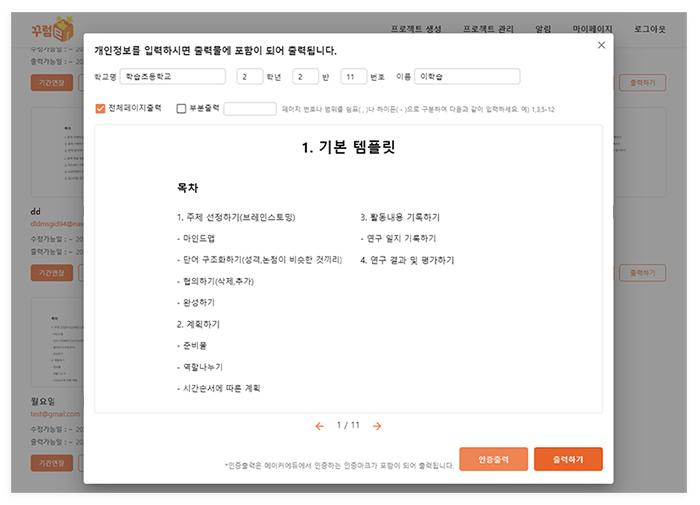 꾸럼e
프로젝트 생성 프로젝트 관리 알림 마이페이지 로그아웃
개인정보를 입력하시면 출력물에 포함이 되어 출력됩니다.
학교명 학습초등학교 2 학년 2 반 11 번호 이름 이학습
전체페이지출력 부분출력 페이지 번호나 범위를 쉼표( , )나 하이픈( - )으로 구분하여 다음과 같이 입력하세요. 예) 1,3,5-12
1. 기본 템플릿
목차
1. 주제 선정하기(브레인스토밍)
- 마인드맵
- 단어 구조화하기(성격,논점이 비슷한 것끼리)
- 협의하기(삭제,추가)
- 완성하기
2. 계획하기
- 준비물
- 역할나누기
- 시간순서에 따른 계획
3. 활동내용 기록하기
- 연구 일지 기록하기
4. 연구 결과 및 평가하기
1 / 11
*인증출력은 메이커에듀에서 인증하는 인증마크가 포함이 되어 출력됩니다.
인증출력 출력하기
수정가능일 : ~ 20
출력가능일 : ~ 20
기간연장
출력하기
dd
didmsgid94@nav
수정가능일 : ~ 20
출력가능일 : ~ 20
기간연장
출력하기
목차
월요일
test@gmail.com
수정가능일 : ~ 20
출력가능일 : ~ 20
기간연장